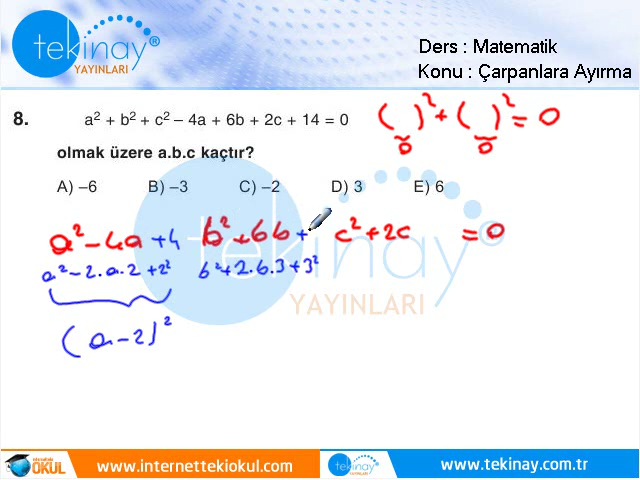 tekinay®
YAYINLARI
Ders : Matematik
Konu : Çarpanlara Ayırma
8. a² + b² + c² – 4a + 6b + 2c + 14 = 0
( )² + ( )² = 0
0 0
olmak üzere a.b.c kaçtır?
A) –6 B) –3 C) –2 D) 3 E) 6
a² – 4a + 4 b² + 6b + c² + 2c = 0
a² – 2.a.2 + 2² b² + 2.b.3 + 3²
(a – 2)²
tekinay
YAYINLARI
OKUL www.internettekiokul.com tekinay YAYINLARI www.tekinay.com.tr